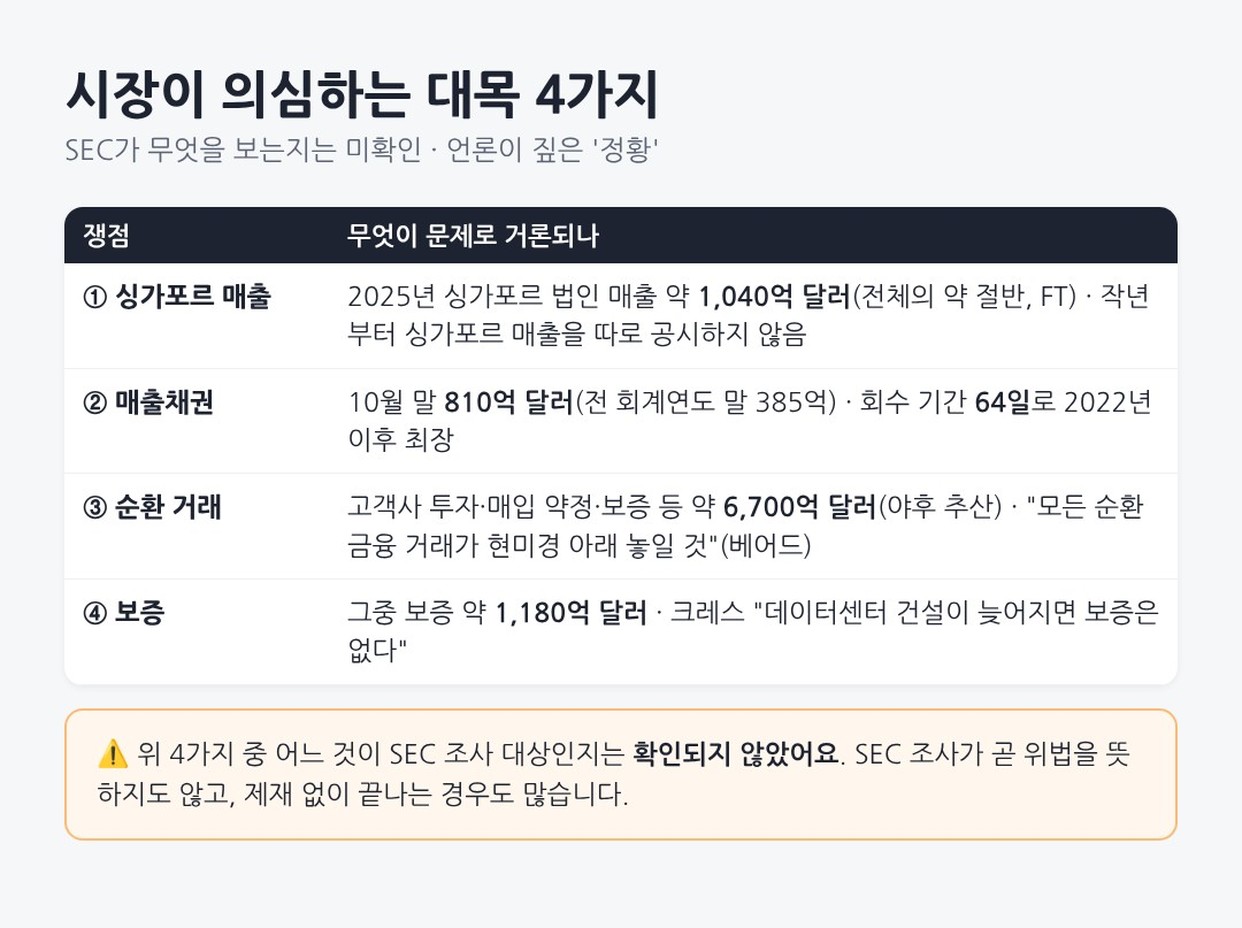 시장이 의심하는 대목 4가지
SEC가 무엇을 보는지는 미확인 · 언론이 짚은 '정황'
쟁점 무엇이 문제로 거론되나
① 싱가포르 매출 2025년 싱가포르 법인 매출 약 1,040억 달러(전체의 약 절반, FT) · 작년
부터 싱가포르 매출을 따로 공시하지 않음
② 매출채권 10월 말 810억 달러(전 회계연도 말 385억) · 회수 기간 64일로 2022년
이후 최장
③ 순환 거래 고객사 투자·매입 약정·보증 등 약 6,700억 달러(야후 추산) · "모든 순환
금융 거래가 현미경 아래 놓일 것"(베어드)
④ 보증 그중 보증 약 1,180억 달러 · 크레스 "데이터센터 건설이 늦어지면 보증은
없다"
⚠️ 위 4가지 중 어느 것이 SEC 조사 대상인지는 확인되지 않았어요. SEC 조사가 곧 위법을 뜻
하지도 않고, 제재 없이 끝나는 경우도 많습니다.